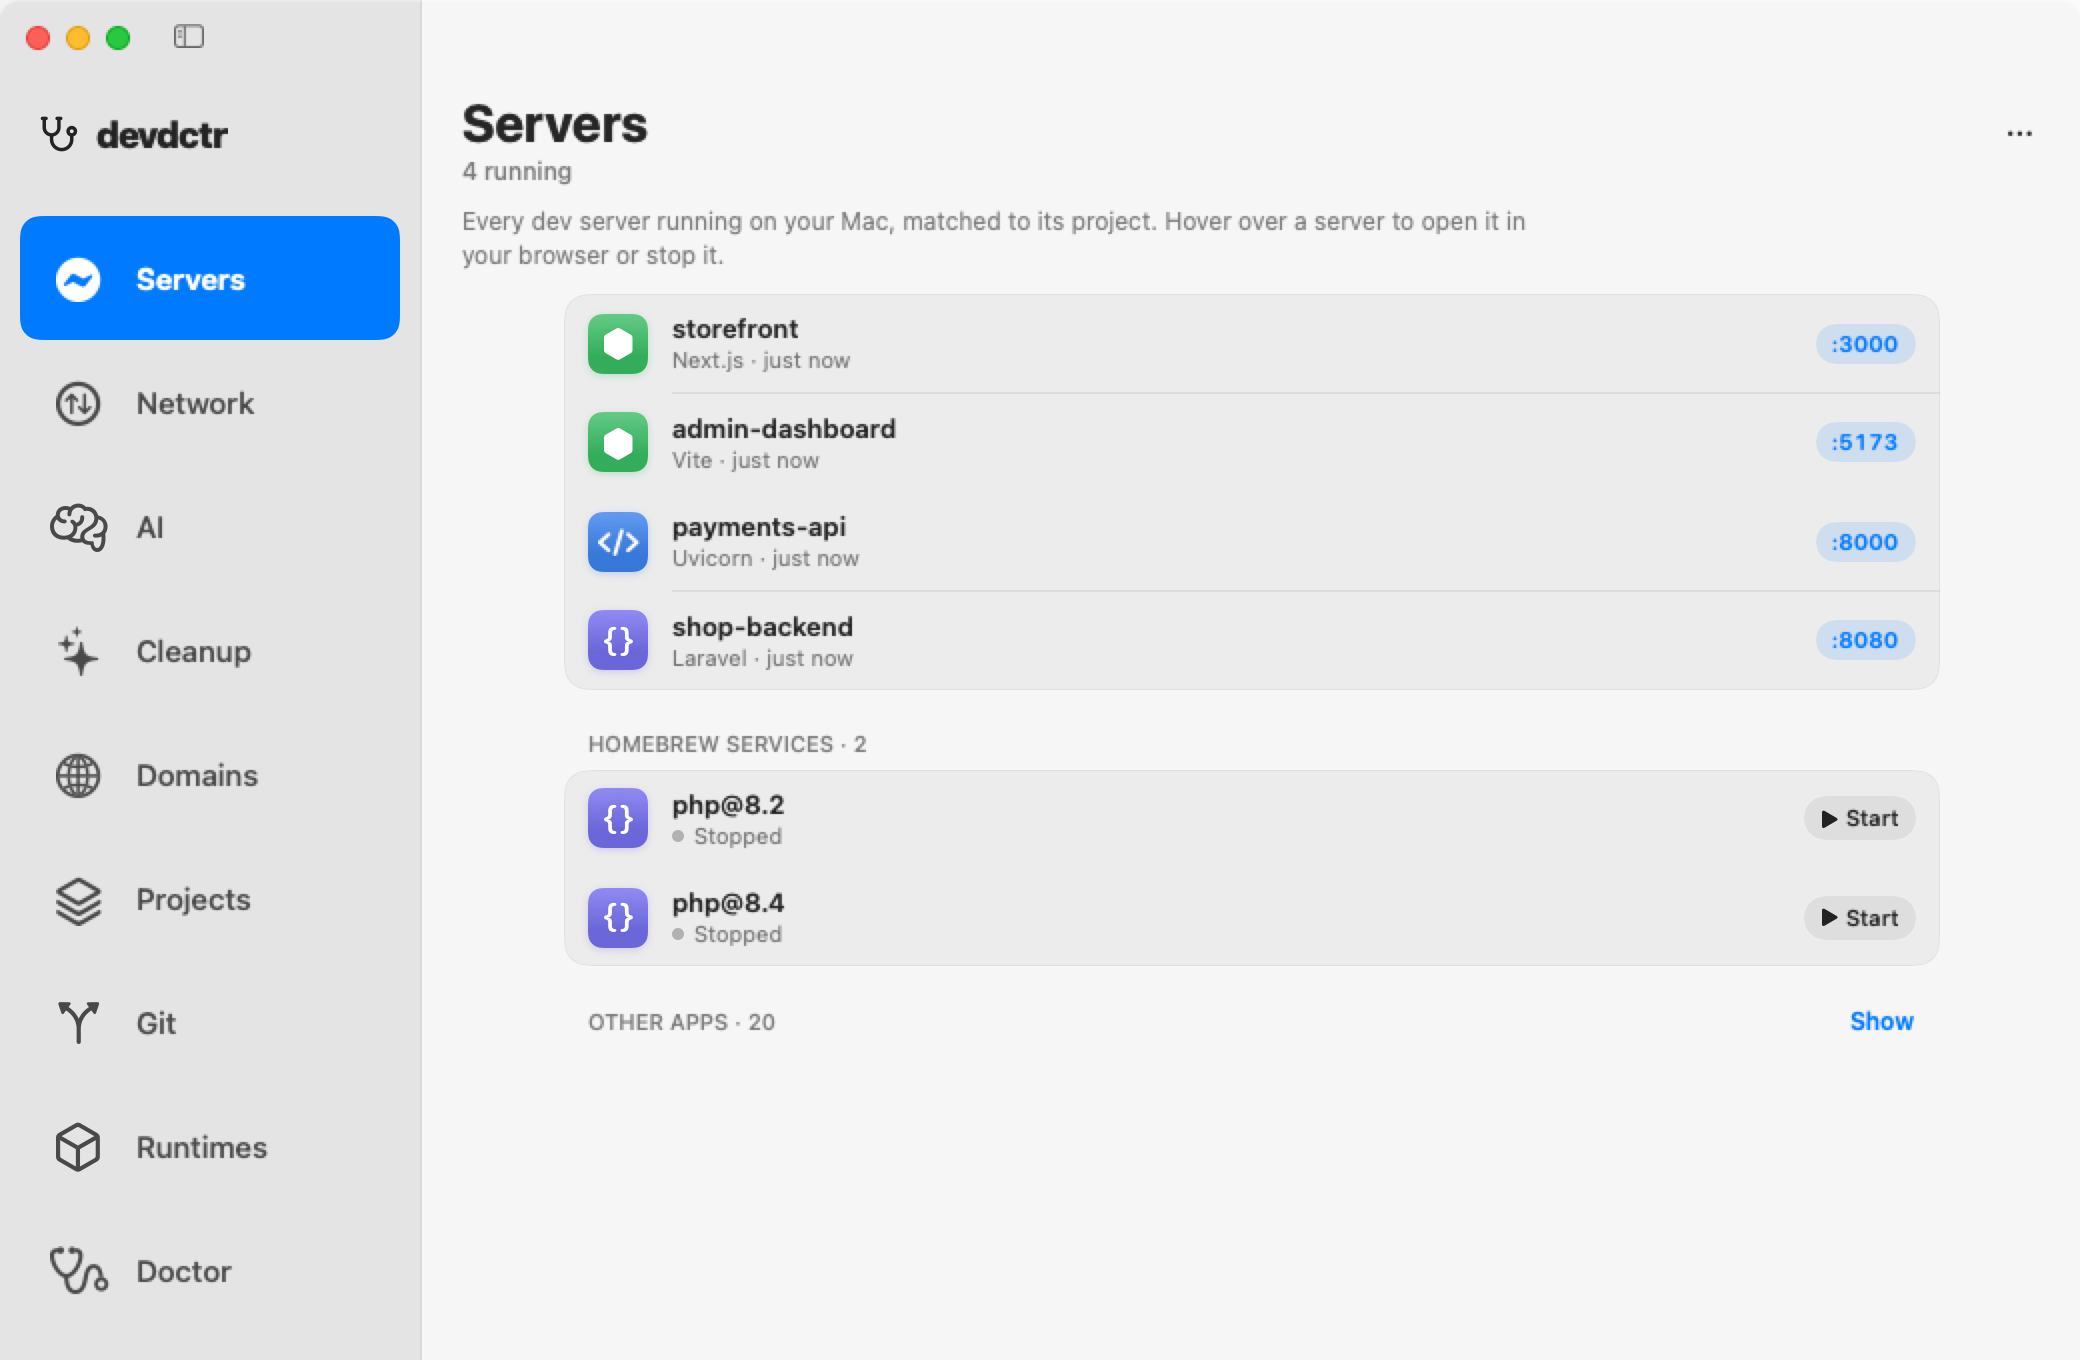 devdctr
Servers
Network
AI
Cleanup
Domains
Projects
Git
Runtimes
Doctor
Servers
4 running
Every dev server running on your Mac, matched to its project. Hover over a server to open it in
your browser or stop it.
storefront
Next.js · just now
:3000
admin-dashboard
Vite · just now
:5173
payments-api
Uvicorn · just now
:8000
shop-backend
Laravel · just now
:8080
HOMEBREW SERVICES · 2
php@8.2
Stopped
Start
php@8.4
Stopped
Start
OTHER APPS · 20
Show